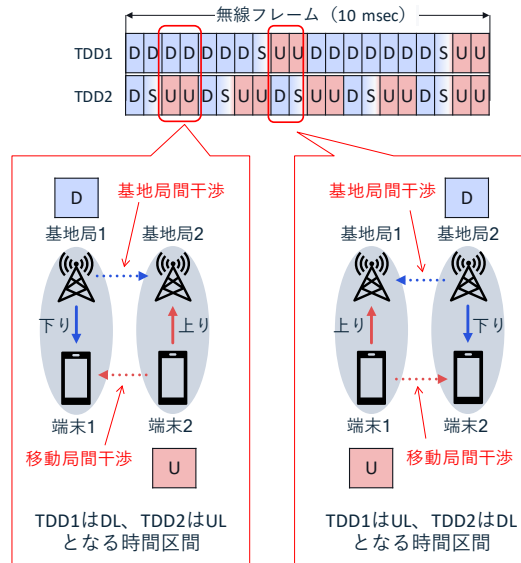 無線フレーム（10 msec）
TDD1 D D D D D D D S U U D D D D D D D S U U
TDD2 D S U U D S U U D S U U D S U U D S U U
D
基地局間干渉
基地局1 基地局2
下り 上り
端末1 端末2
移動局間干渉
U
TDD1はDL、TDD2はUL
となる時間区間
D
基地局間干渉
基地局1 基地局2
上り 下り
端末1 端末2
移動局間干渉
U
TDD1はUL、TDD2はDL
となる時間区間